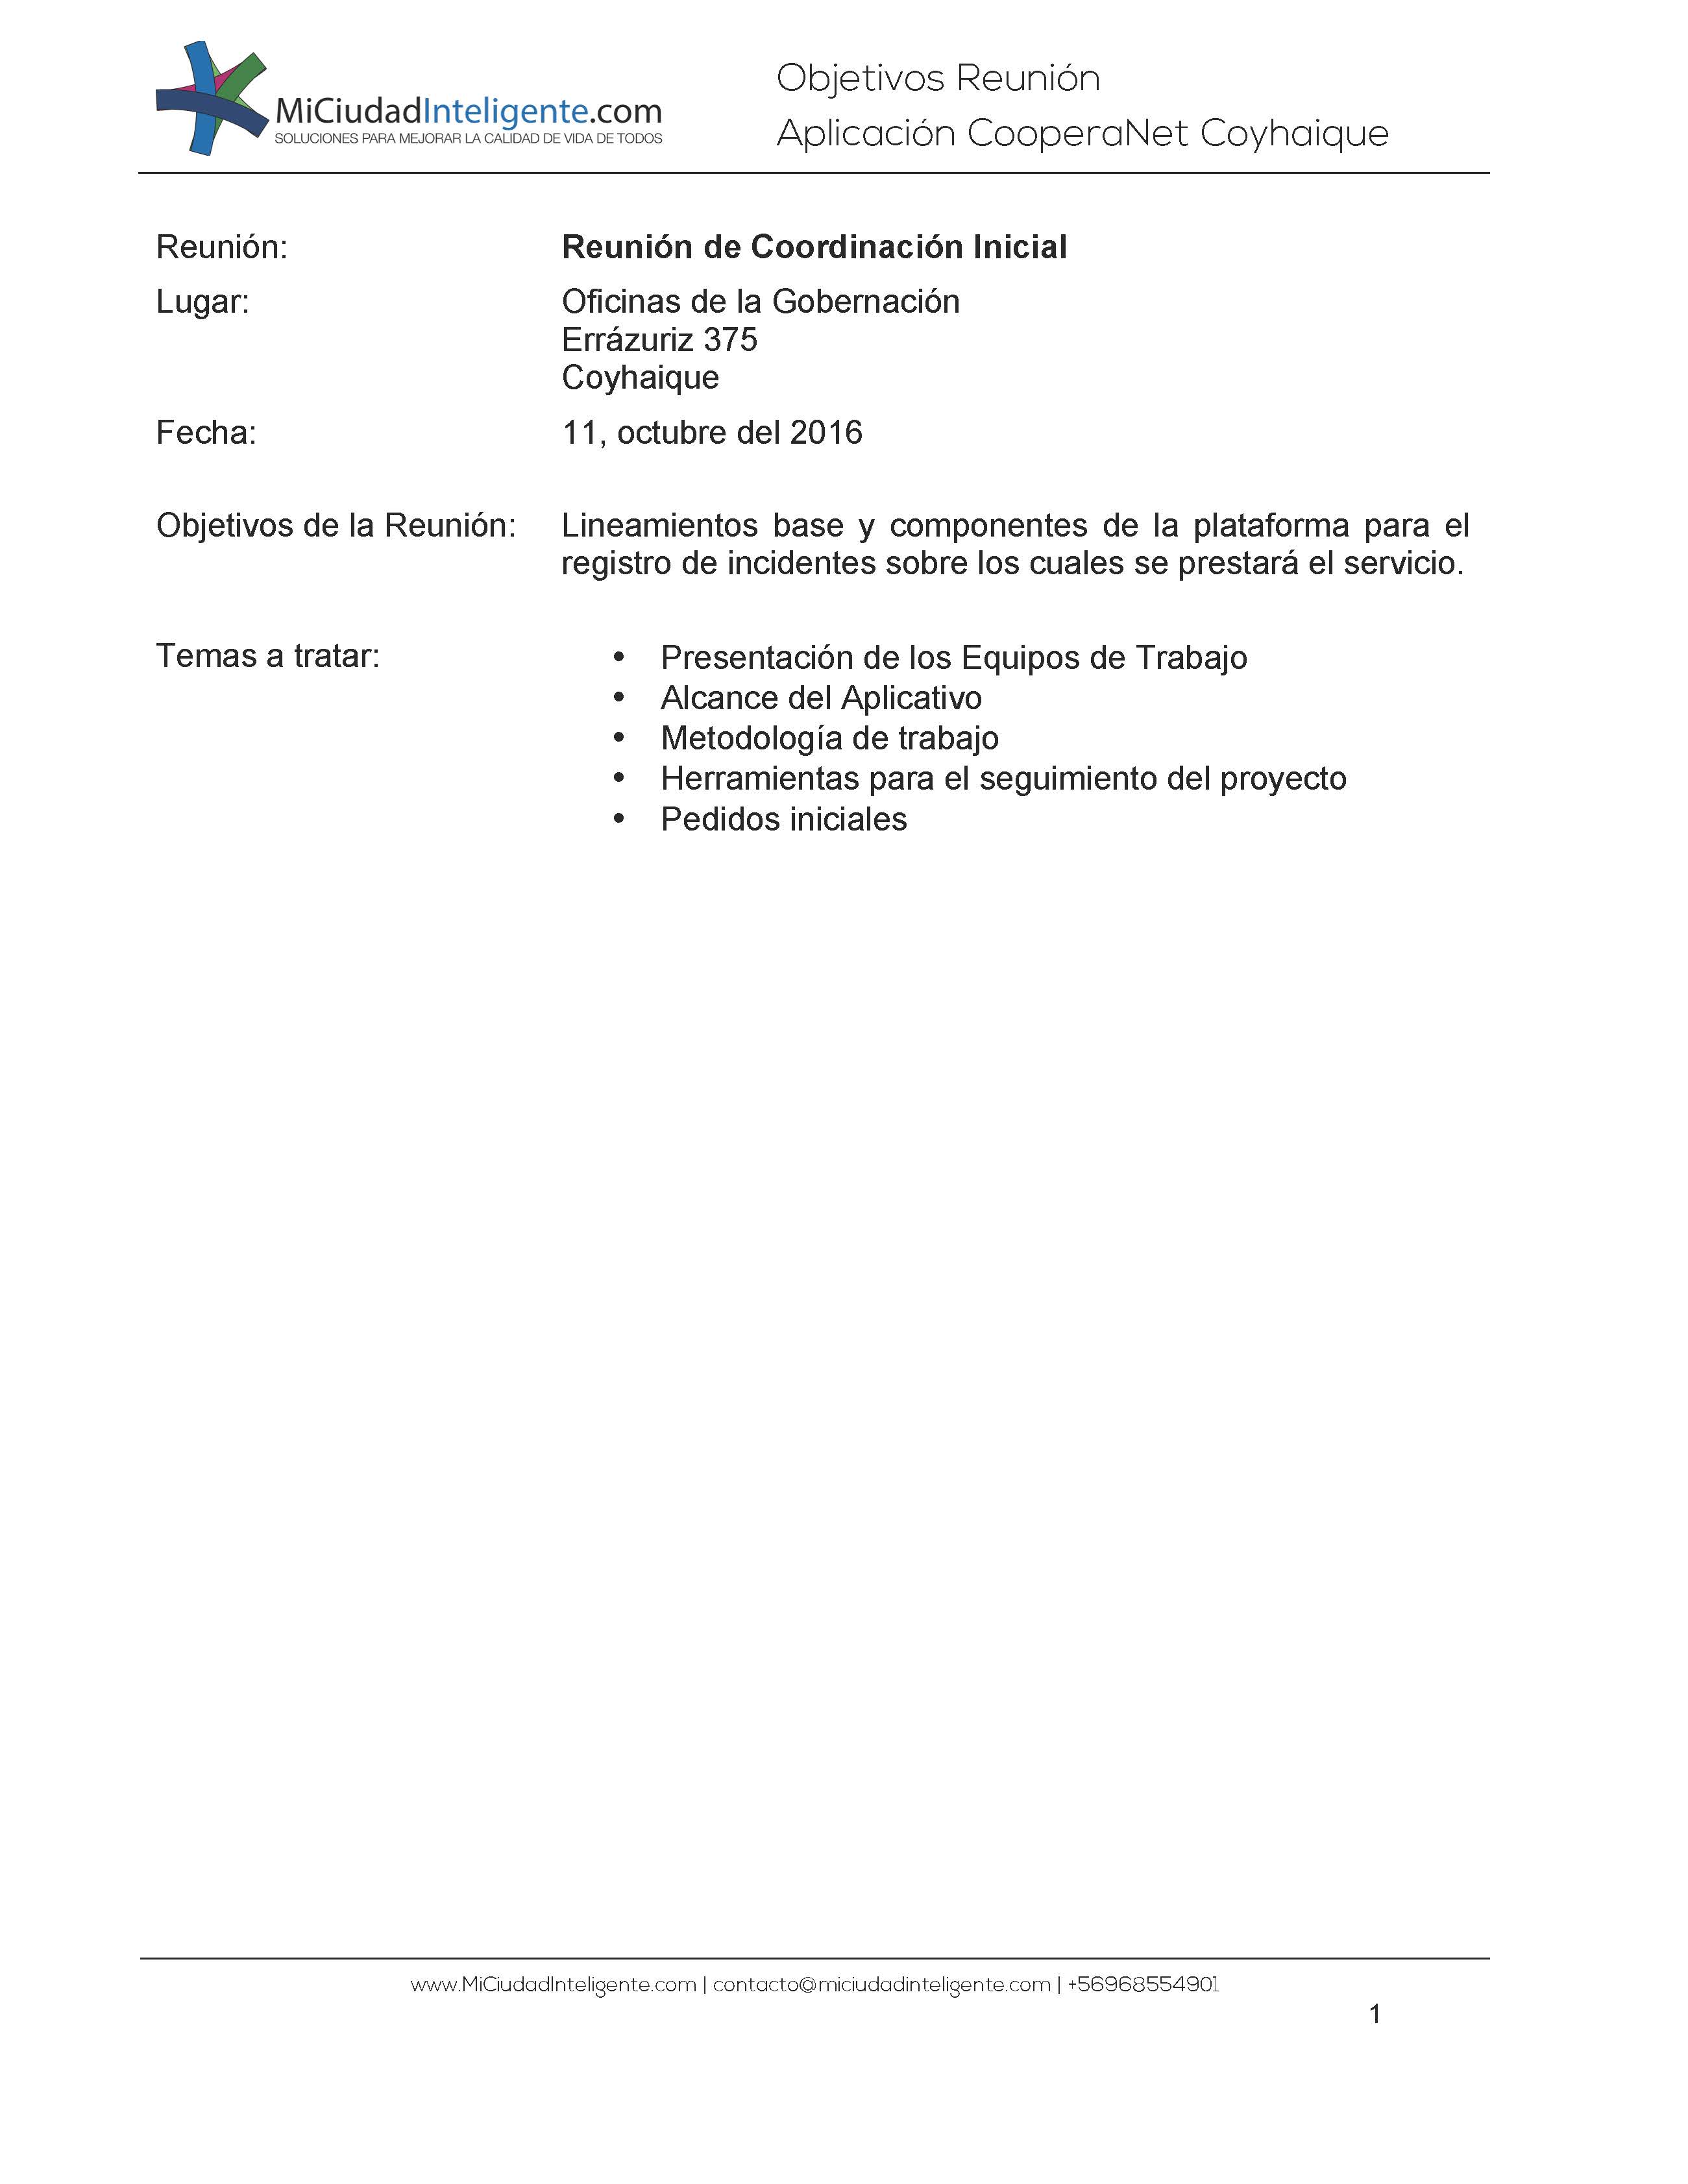 MiCiudadInteligente.com
SOLUCIONES PARA MEJORAR LA CALIDAD DE VIDA DE TODOS
Objetivos Reunión
Aplicación CooperaNet Coyhaique
Reunión: Reunión de Coordinación Inicial
Lugar: Oficinas de la Gobernación
Errázuriz 375
Coyhaique
Fecha: 11, octubre del 2016
Objetivos de la Reunión: Lineamientos base y componentes de la plataforma para el
registro de incidentes sobre los cuales se prestará el servicio.
Temas a tratar:
• Presentación de los Equipos de Trabajo
• Alcance del Aplicativo
• Metodología de trabajo
• Herramientas para el seguimiento del proyecto
• Pedidos iniciales
www.MiCiudadInteligente.com | contacto@miciudadinteligente.com | +56968554901
1